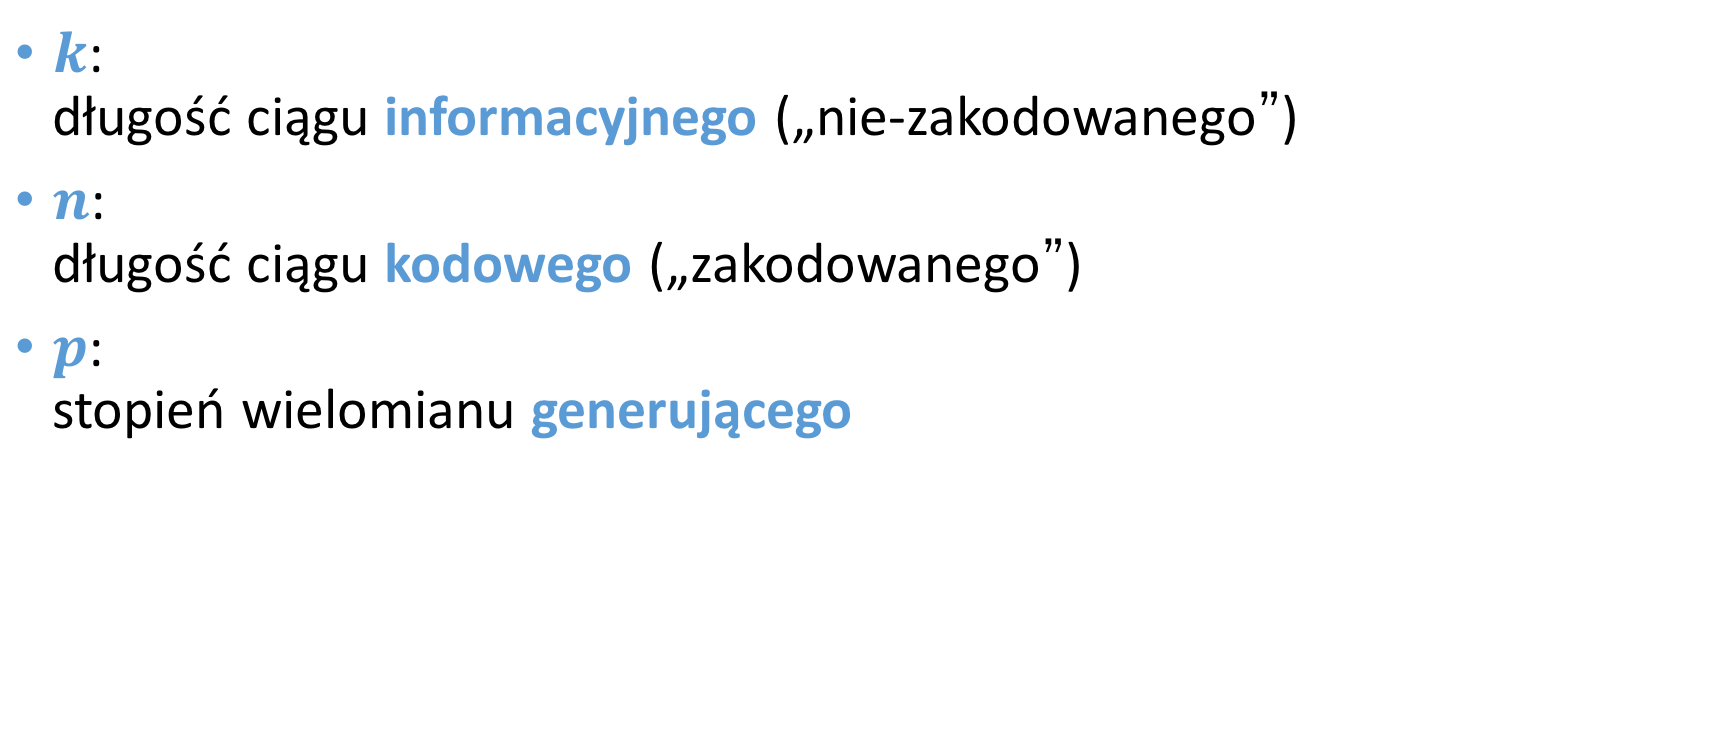 • k:
długość ciągu informacyjnego („nie-zakodowanego”)
• n:
długość ciągu kodowego („zakodowanego”)
• p:
stopień wielomianu generującego